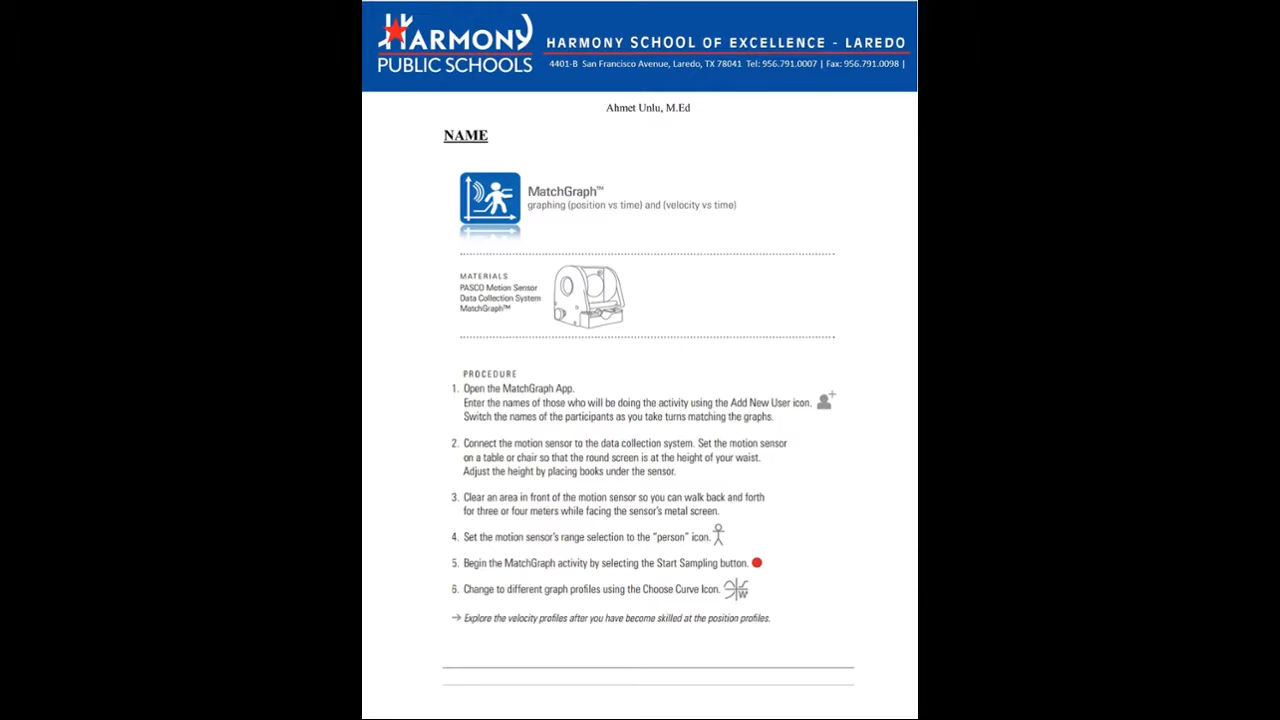 HARMONY
PUBLIC SCHOOLS
HARMONY SCHOOL OF EXCELLENCE - LAREDO
4401-B San Francisco Avenue, Laredo, TX 78041 Tel: 956.791.0007 | Fax: 956.791.0098 |
Ahmet Unlu, M.Ed
NAME
MatchGraph™
graphing (position vs time) and (velocity vs time)
MATERIALS
PASCO Motion Sensor
Data Collection System
MatchGraph™
PROCEDURE
1. Open the MatchGraph App.
Enter the names of those who will be doing the activity using the Add New User icon.
Switch the names of the participants as you take turns matching the graphs.
2. Connect the motion sensor to the data collection system. Set the motion sensor
on a table or chair so that the round screen is at the height of your waist.
Adjust the height by placing books under the sensor.
3. Clear an area in front of the motion sensor so you can walk back and forth
for three or four meters while facing the sensor's metal screen.
4. Set the motion sensor's range selection to the "person" icon.
5. Begin the MatchGraph activity by selecting the Start Sampling button.
6. Change to different graph profiles using the Choose Curve Icon.
→ Explore the velocity profiles after you have become skilled at the position profiles.